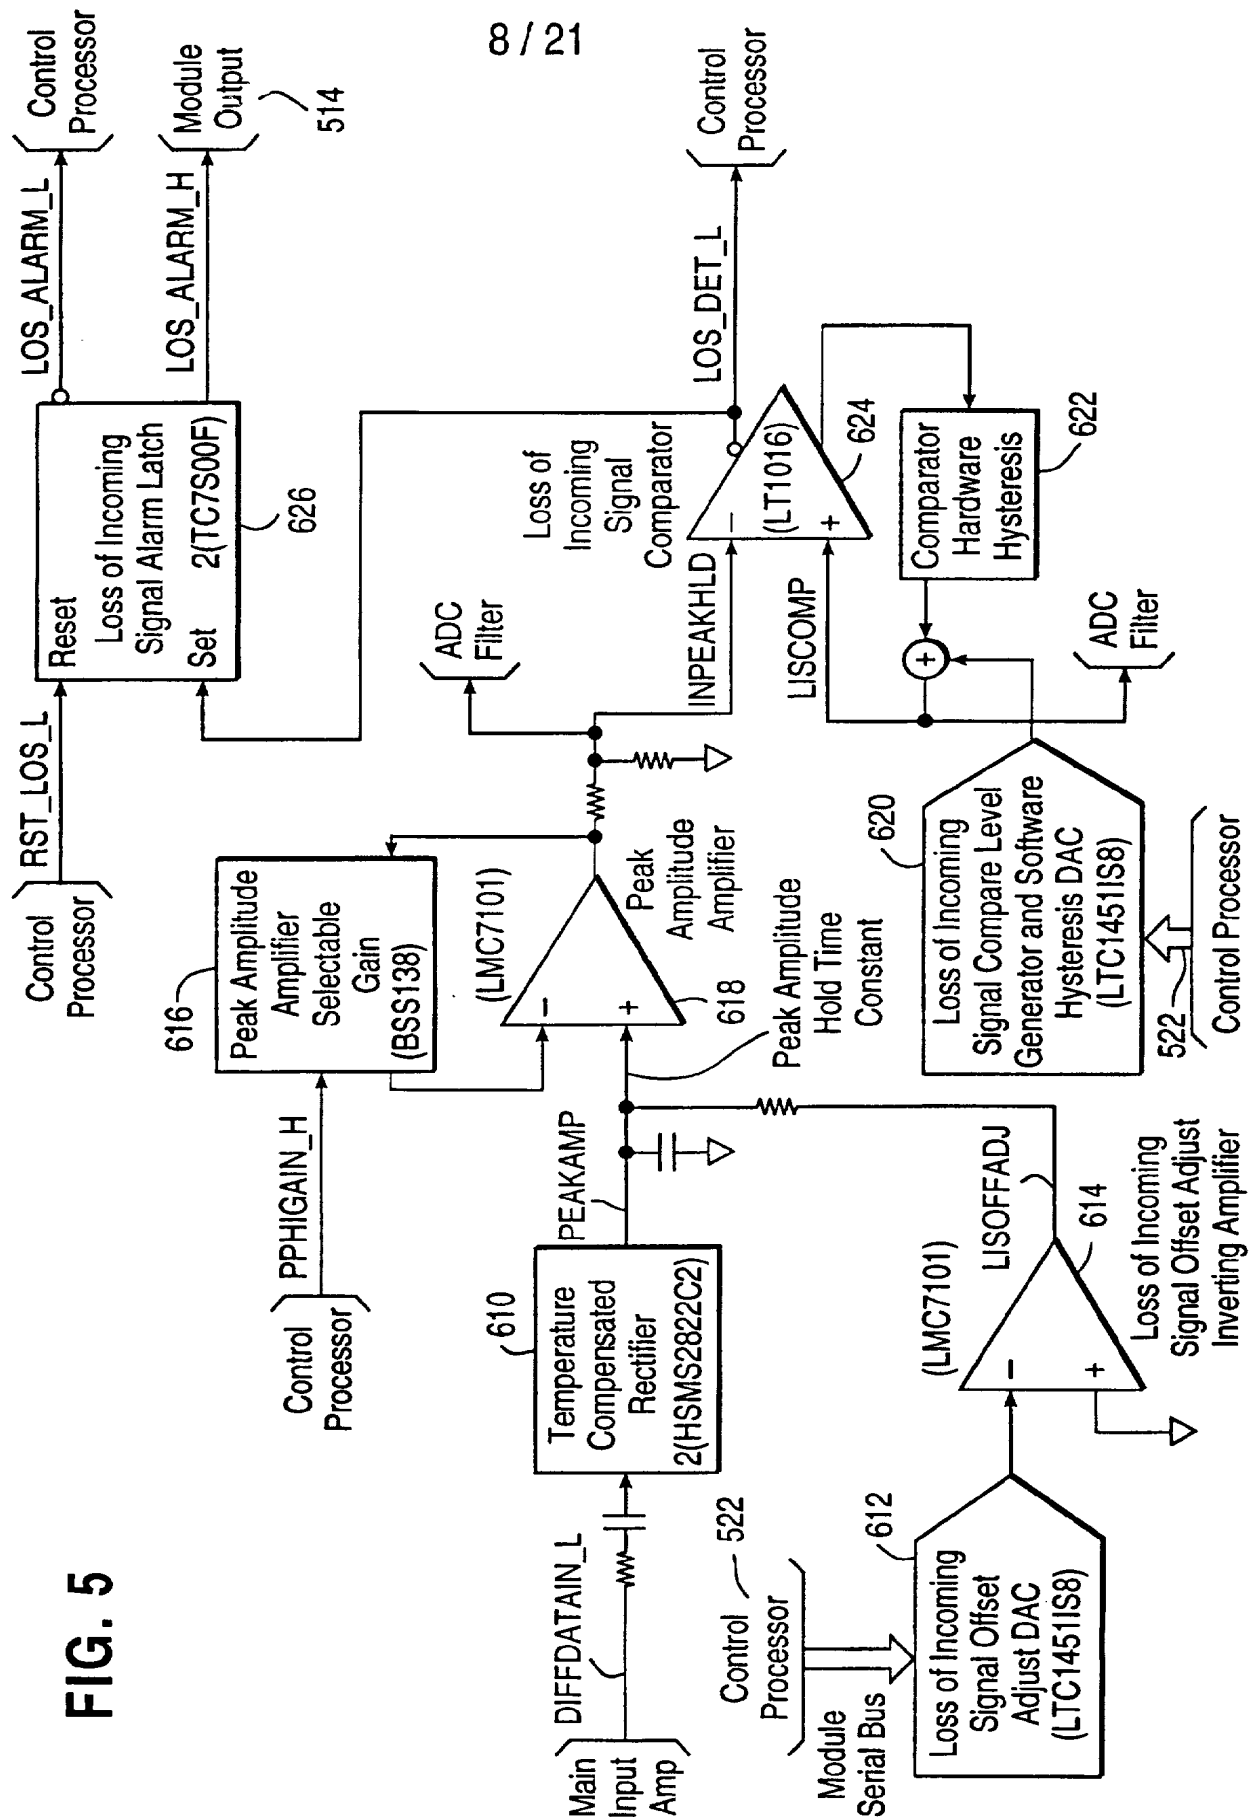 8 / 21
FIG. 5
Control
Processor
RST_LOS_L
Reset
Loss of Incoming
Signal Alarm Latch
Set 2(TC7S00F)
626
LOS_ALARM_L
Control
Processor
LOS_ALARM_H
Module
Output
514
Control
Processor
PPHIGAIN_H
616
Peak Amplitude
Amplifier
Selectable
Gain
(BSS138)
(LMC7101)
−
+
618
Peak
Amplitude
Amplifier
Peak Amplitude
Hold Time
Constant
ADC
Filter
INPEAKHLD
LISCOMP
Loss of
Incoming
Signal
Comparator
−
(LT1016)
+
624
LOS_DET_L
Control
Processor
Comparator
Hardware
Hysteresis
622
+
ADC
Filter
Main
Input
Amp
DIFFDATAIN_L
610
Temperature
Compensated
Rectifier
2(HSMS2822C2)
PEAKAMP
620
Loss of Incoming
Signal Compare Level
Generator and Software
Hysteresis DAC
(LTC1451IS8)
522
Control Processor
Control
Processor
522
Module
Serial Bus
612
Loss of Incoming
Signal Offset
Adjust DAC
(LTC1451IS8)
(LMC7101)
−
+
LISOFFADJ
614
Loss of Incoming
Signal Offset Adjust
Inverting Amplifier